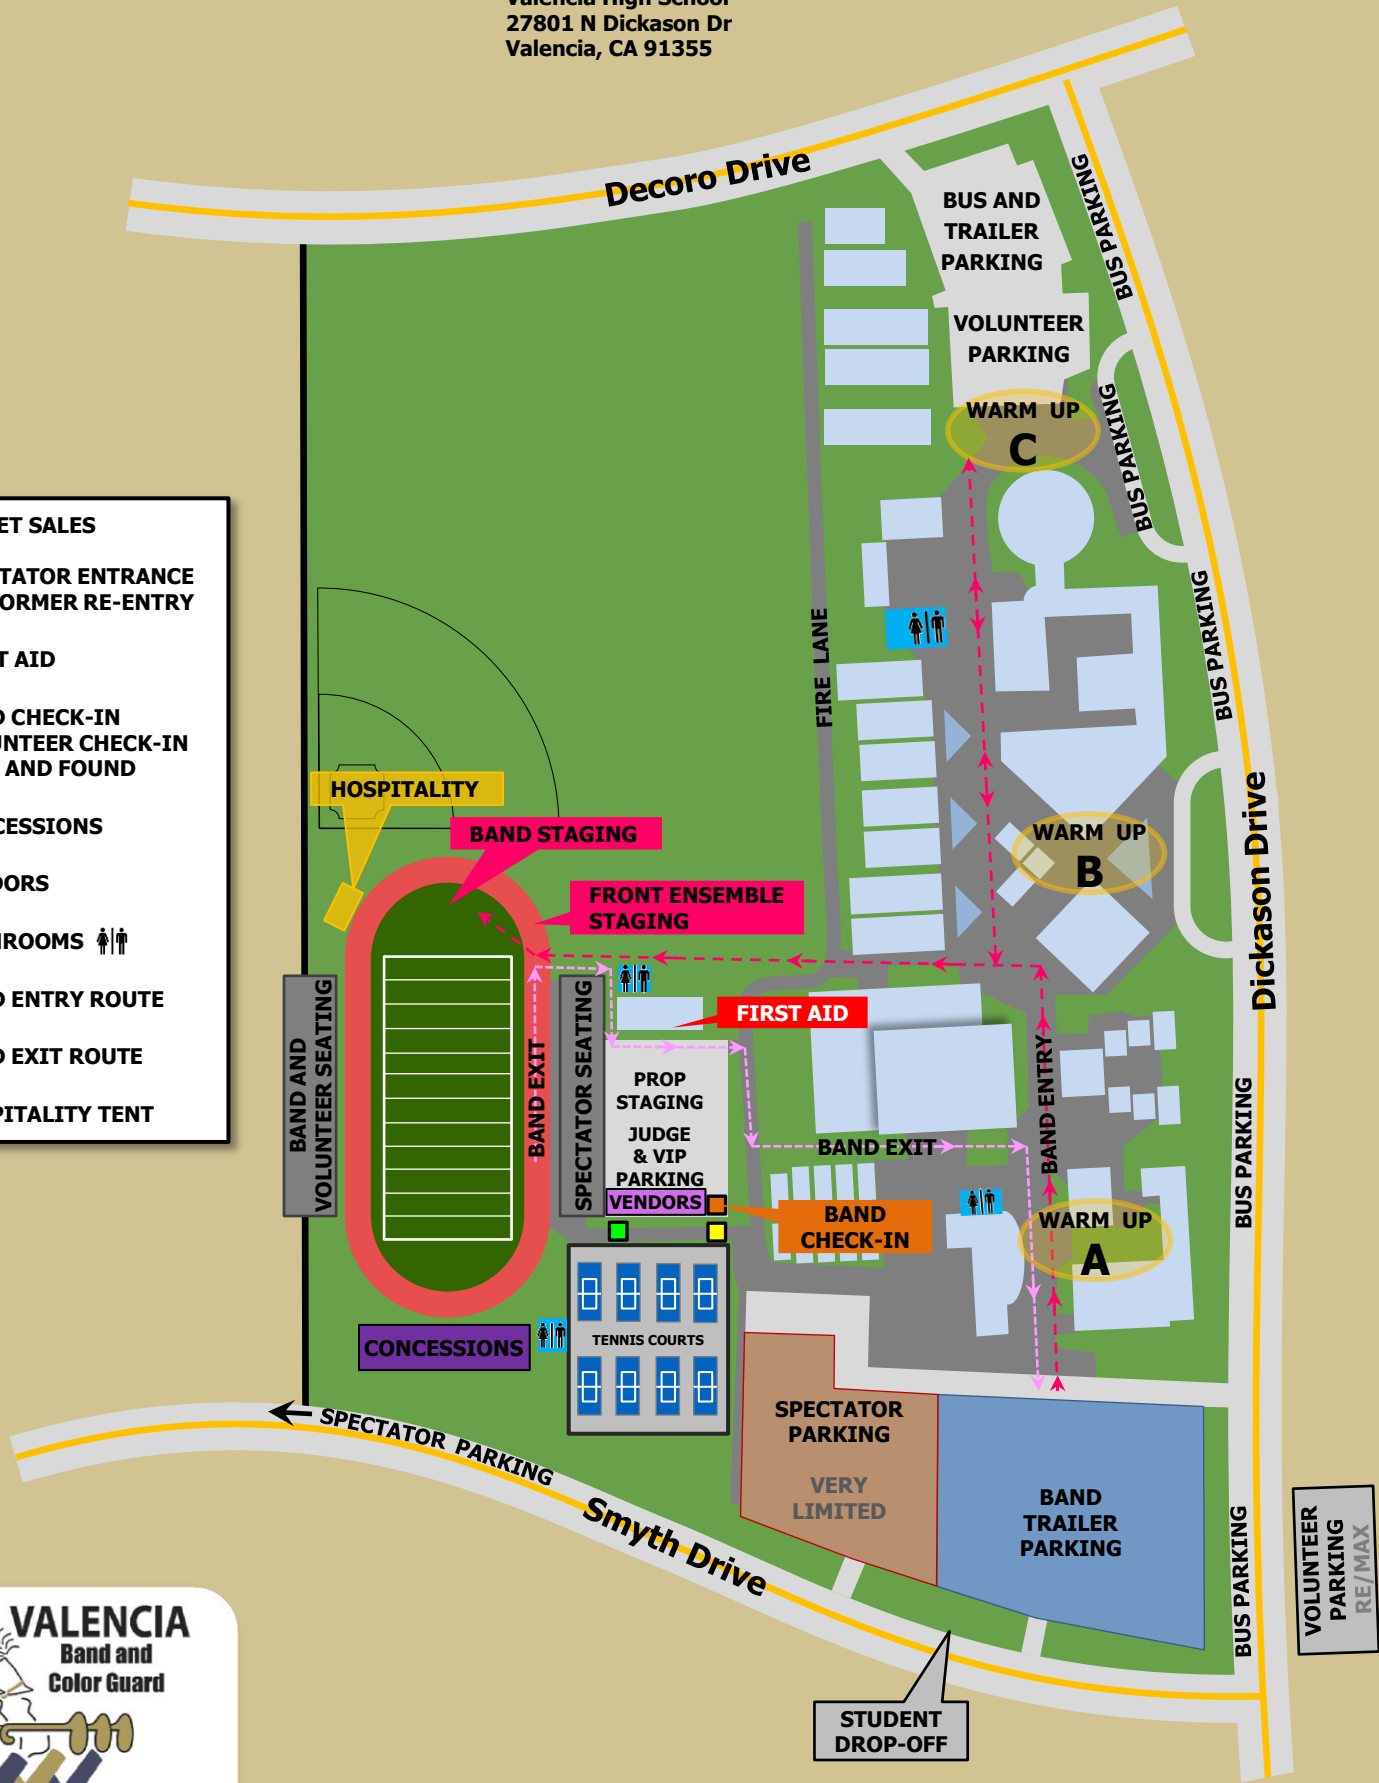 Valencia High School
27801 N Dickason Dr
Valencia, CA 91355
Decoro Drive
BUS AND
TRAILER
PARKING
VOLUNTEER
PARKING
BUS PARKING
BUS PARKING
BUS PARKING
WARM UP
C
ET SALES
TATOR ENTRANCE
ORMER RE-ENTRY
T AID
D CHECK-IN
UNTEER CHECK-IN
AND FOUND
CESSIONS
DORS
HROOMS
D ENTRY ROUTE
D EXIT ROUTE
PITALITY TENT
FIRE LANE
HOSPITALITY
BAND STAGING
FRONT ENSEMBLE
STAGING
WARM UP
B
Dickason Drive
BAND AND
VOLUNTEER SEATING
BAND EXIT
SPECTATOR SEATING
FIRST AID
PROP
STAGING
JUDGE
& VIP
PARKING
VENDORS
BAND EXIT
BAND ENTRY
BUS PARKING
BAND
CHECK-IN
WARM UP
A
CONCESSIONS
TENNIS COURTS
SPECTATOR PARKING
Smyth Drive
SPECTATOR
PARKING
VERY
LIMITED
BAND
TRAILER
PARKING
BUS PARKING
VOLUNTEER
PARKING
RE/MAX
STUDENT
DROP-OFF
VALENCIA
Band and
Color Guard